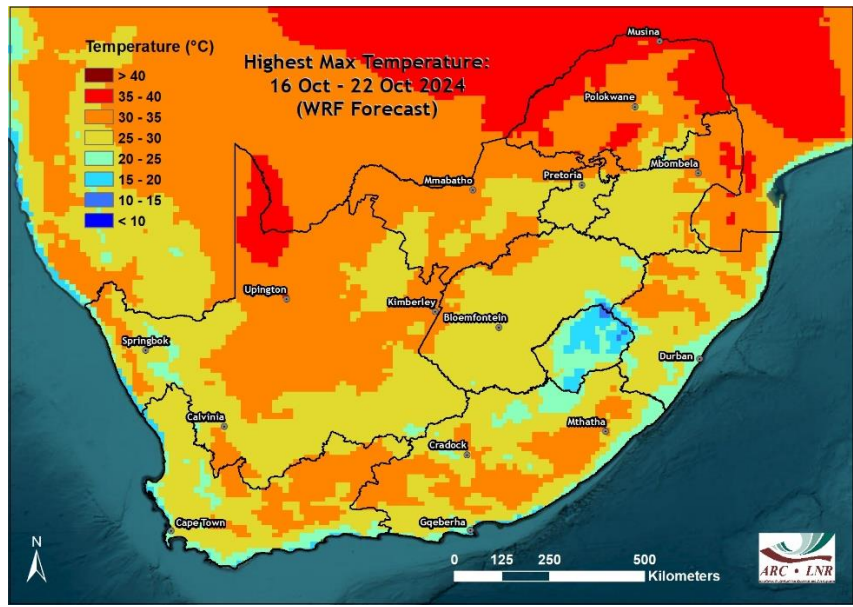 Temperature (°C)
> 40
35 - 40
30 - 35
25 - 30
20 - 25
15 - 20
10 - 15
< 10
Highest Max Temperature:
16 Oct - 22 Oct 2024
(WRF Forecast)
Musina
Polokwane
Mbombela
Pretoria
Mmabatho
Upington
Kimberley
Bloemfontein
Springbok
Durban
Calvinia
Mthatha
Cradock
Cape Town
Gqeberha
N
0 125 250 500
Kilometers
ARC • LNR